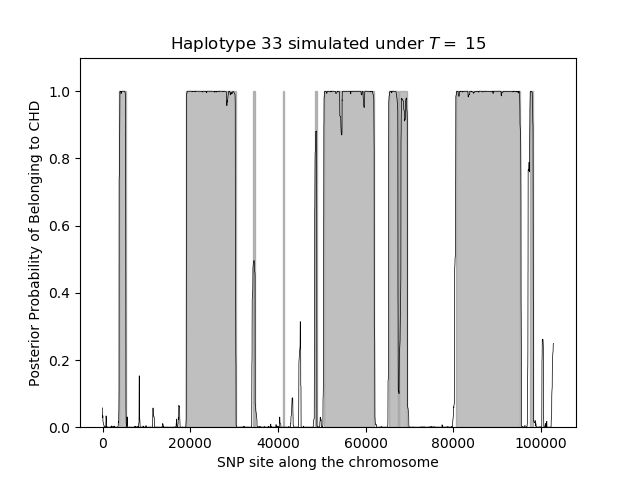 Haplotype 33 simulated under T = 15
Posterior Probability of Belonging to CHD
1.0
0.8
0.6
0.4
0.2
0.0
0 20000 40000 60000 80000 100000
SNP site along the chromosome